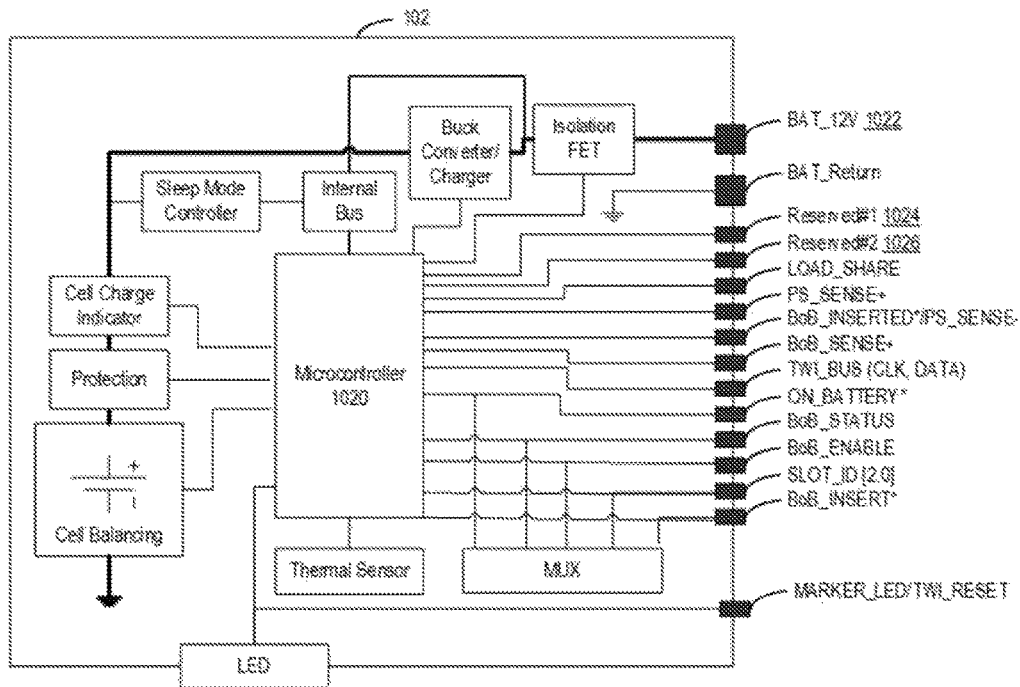 102
Buck
Converter/
Charger
Isolation
FET
BAT_12V 1022
Sleep Mode
Controller
Internal
Bus
BAT_Return
Reserved#1 1024
Reserved#2 1026
LOAD_SHARE
PS_SENSE+
BoB_INSERTED*/PS_SENSE-
BoB_SENSE+
TWI_BUS (CLK, DATA)
ON_BATTERY*
BoB_STATUS
BoB_ENABLE
SLOT_ID [2.0]
BoB_INSERT*
Cell Charge
Indicator
Protection
Microcontroller
1020
+
Cell Balancing
Thermal Sensor
MUX
MARKER_LED/TWI_RESET
LED